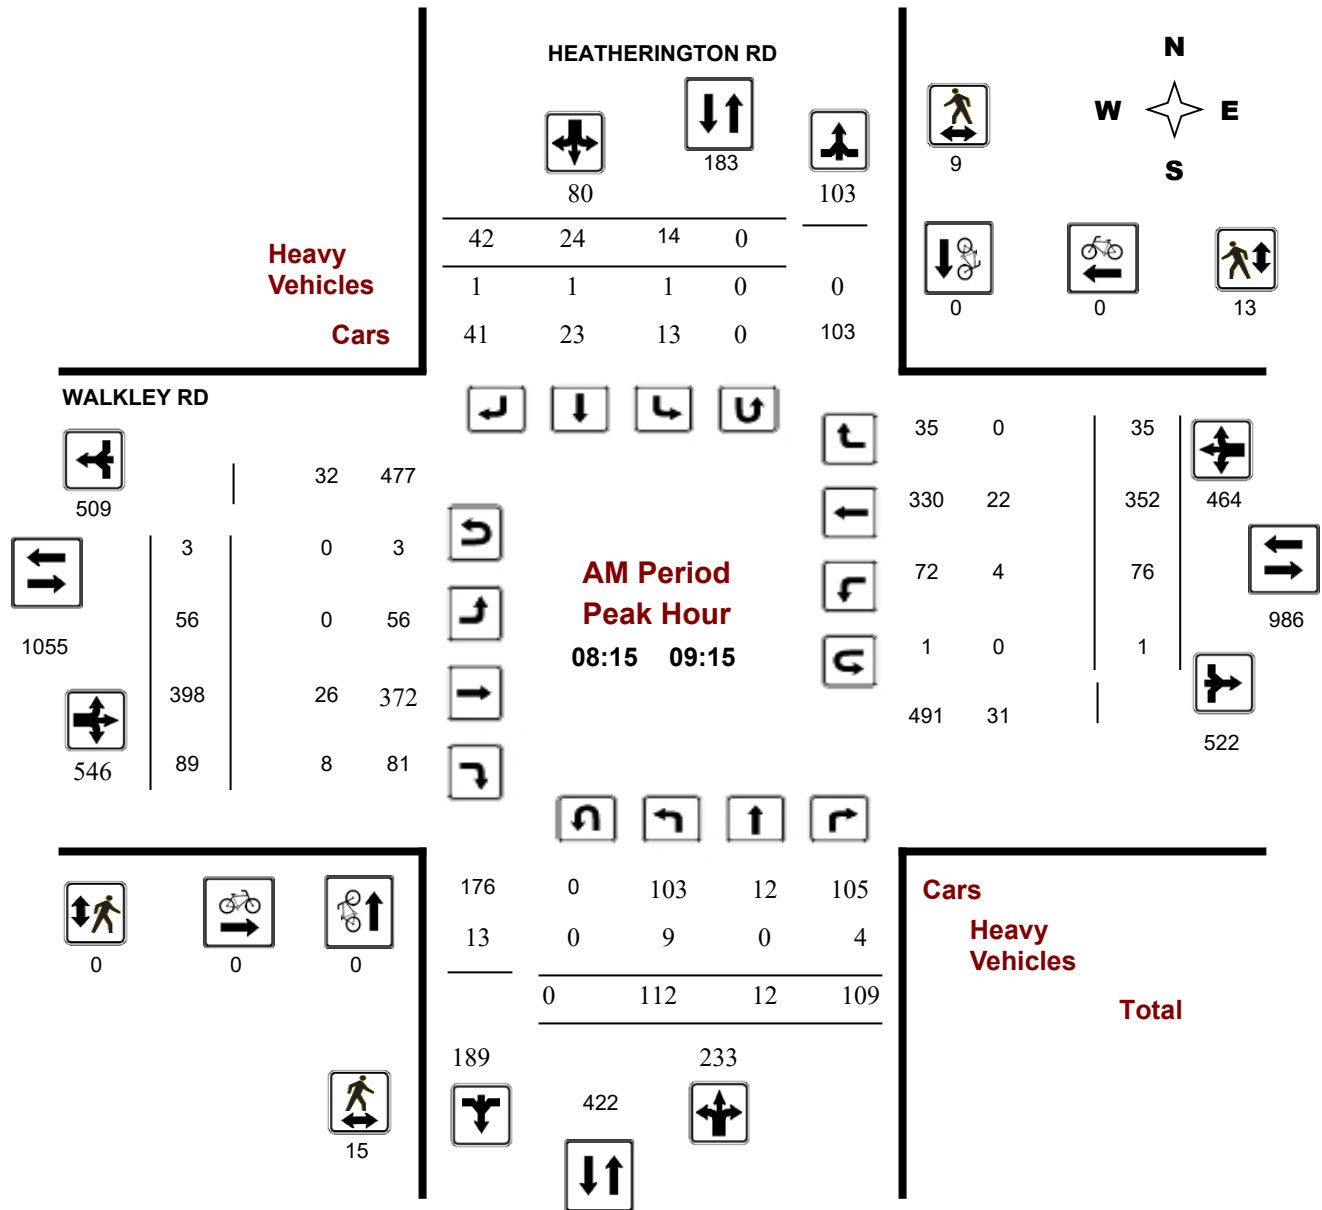 HEATHERINGTON RD
N
W E
S
183
9
80 103
42 24 14 0
Heavy
Vehicles
1 1 1 0 0
0 0 13
Cars
41 23 13 0 103
WALKLEY RD
35 0 35
32 477
509
330 22 352 464
3 0 3
AM Period
72 4 76
Peak Hour
56 0 56
986
1055
08:15 09:15
1 0 1
398 26 372
491 31
522
546 89 8 81
176 0 103 12 105
Cars
13 0 9 0 4
Heavy
Vehicles
0 0 0
0 112 12 109
Total
189 233
422
15